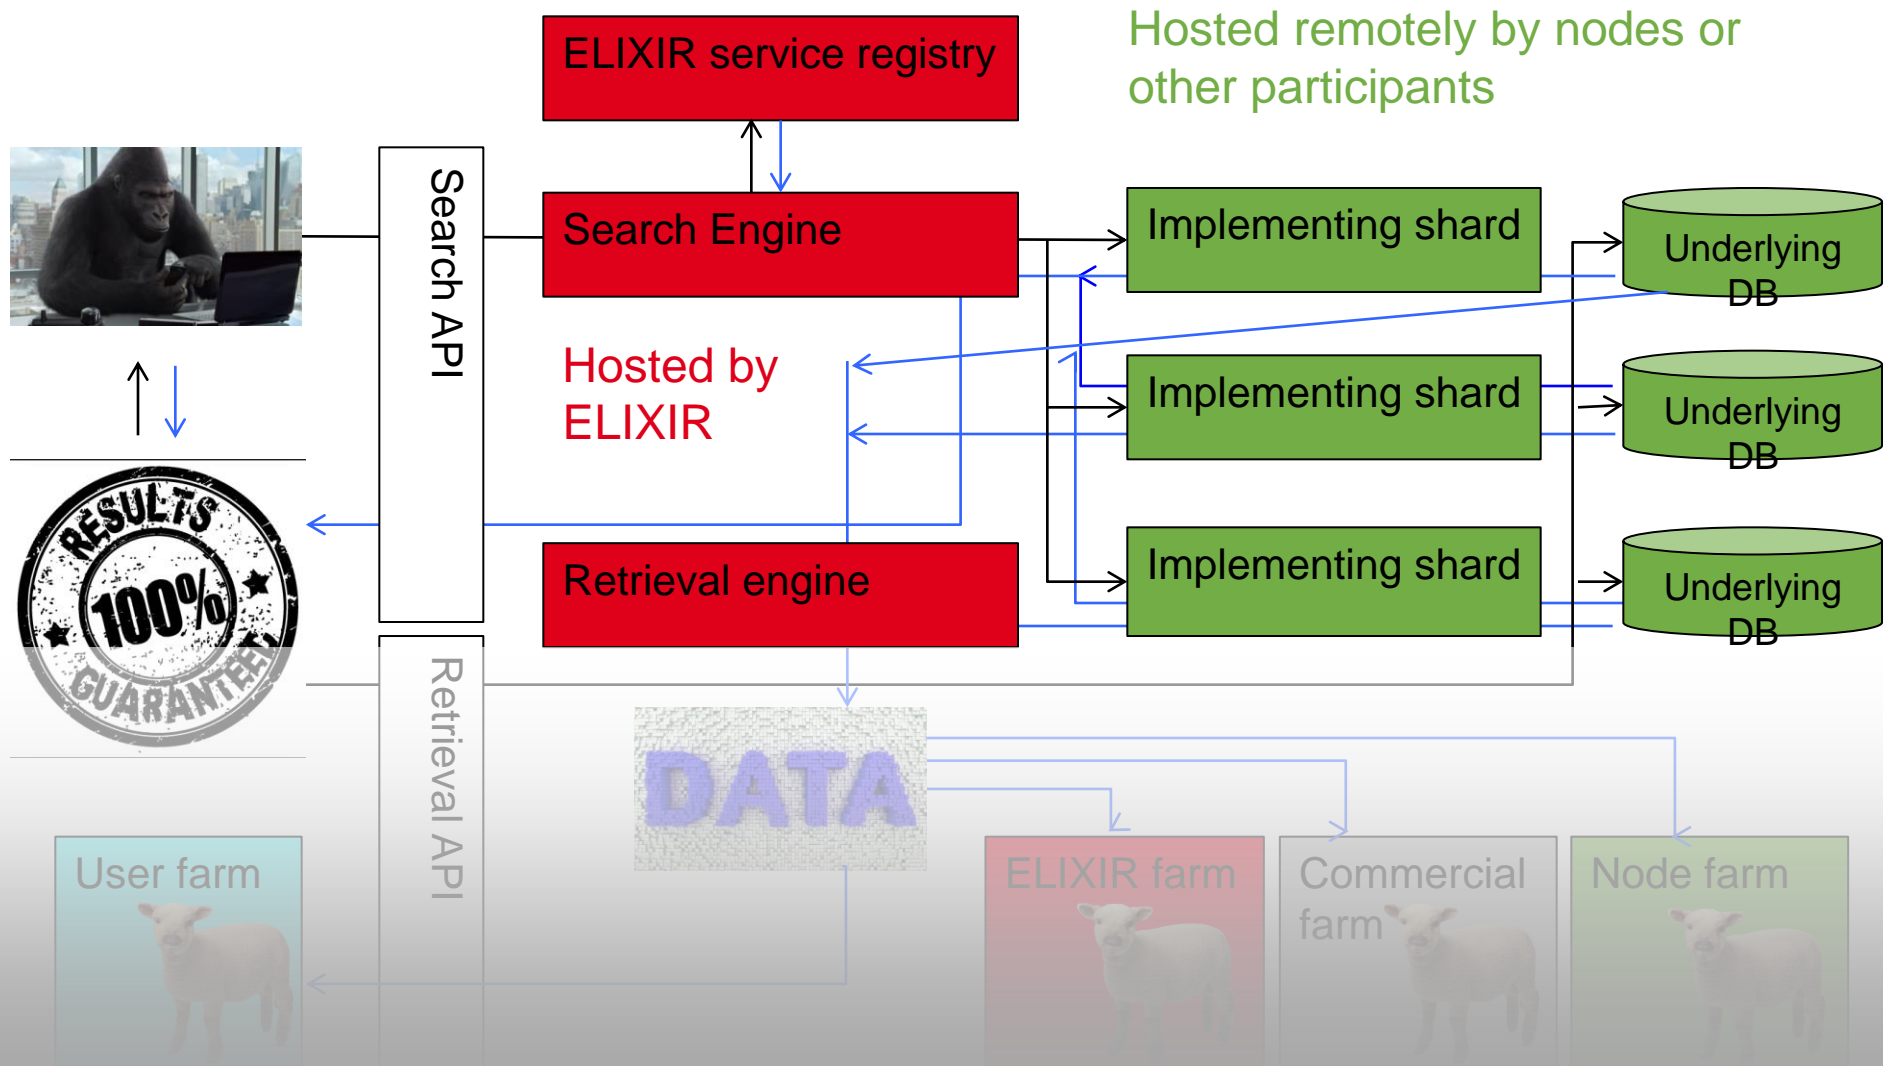 Hosted remotely by nodes or
other participants
ELIXIR service registry
Search API
Search Engine
Implementing shard
Underlying
DB
Hosted by
ELIXIR
Implementing shard
Underlying
DB
RESULTS
100%
GUARANTEED
Retrieval engine
Implementing shard
Underlying
DB
Retrieval API
DATA
User farm
ELIXIR farm
Commercial
farm
Node farm